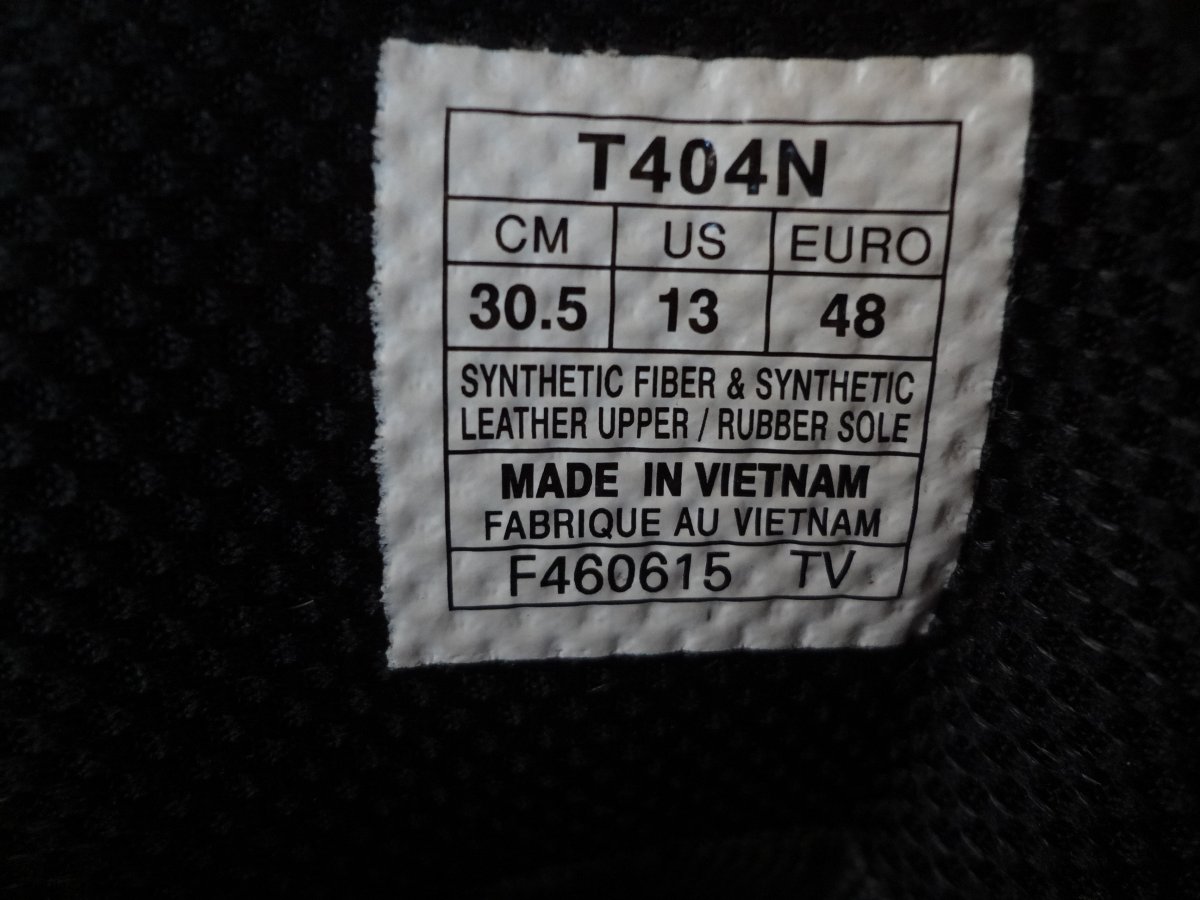 T404N
CM US EURO
30.5 13 48
SYNTHETIC FIBER & SYNTHETIC
LEATHER UPPER / RUBBER SOLE
MADE IN VIETNAM
FABRIQUE AU VIETNAM
F460615 TV